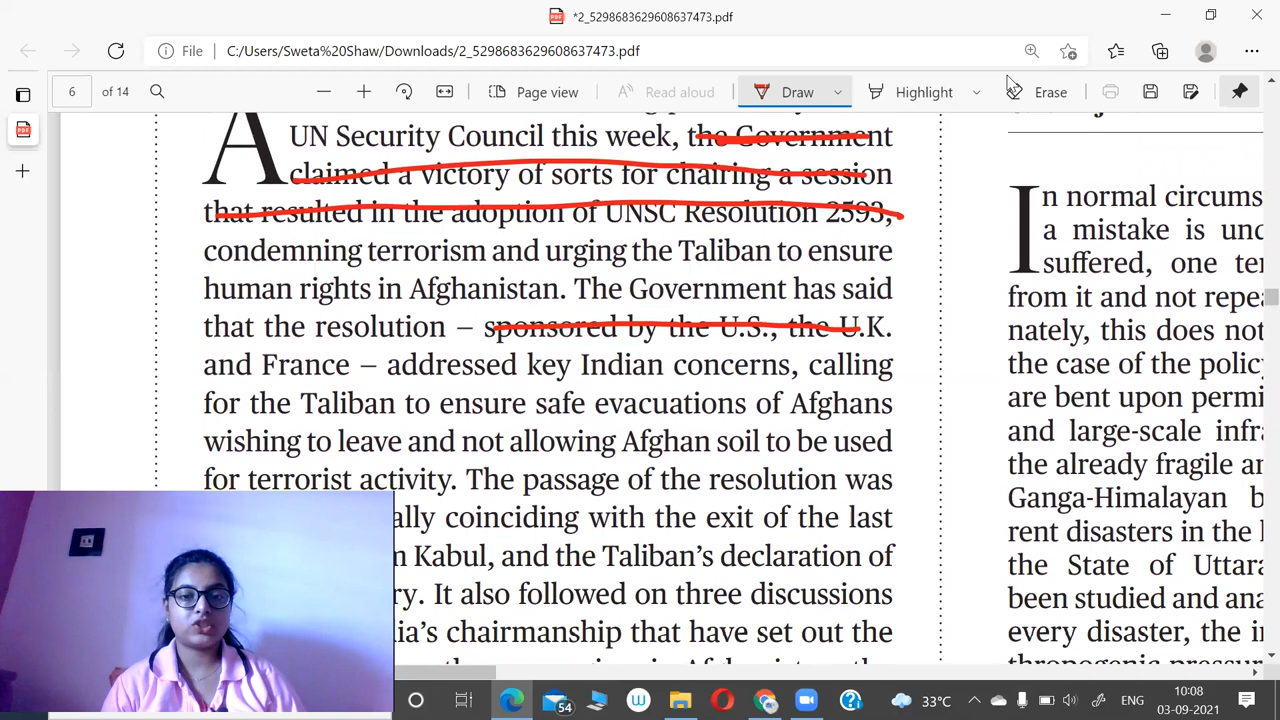 *2_5298683629608637473.pdf
File C:/Users/Sweta%20Shaw/Downloads/2_5298683629608637473.pdf
6 of 14 Page view Read aloud Draw Highlight Erase
A UN Security Council this week, the Government
claimed a victory of sorts for chairing a session
that resulted in the adoption of UNSC Resolution 2593,
condemning terrorism and urging the Taliban to ensure
human rights in Afghanistan. The Government has said
that the resolution – sponsored by the U.S., the U.K.
and France – addressed key Indian concerns, calling
for the Taliban to ensure safe evacuations of Afghans
wishing to leave and not allowing Afghan soil to be used
for terrorist activity. The passage of the resolution was
ally coinciding with the exit of the last
Kabul, and the Taliban's declaration of
ry. It also followed on three discussions
ia's chairmanship that have set out the
In normal circums
a mistake is und
suffered, one te
from it and not repe
nately, this does not
the case of the policy
are bent upon permi
and large-scale infr
the already fragile a
Ganga-Himalayan b
rent disasters in the
the State of Uttara
been studied and ana
every disaster, the i
thropogenic pressur
54 33°C ENG 10:08
03-09-2021